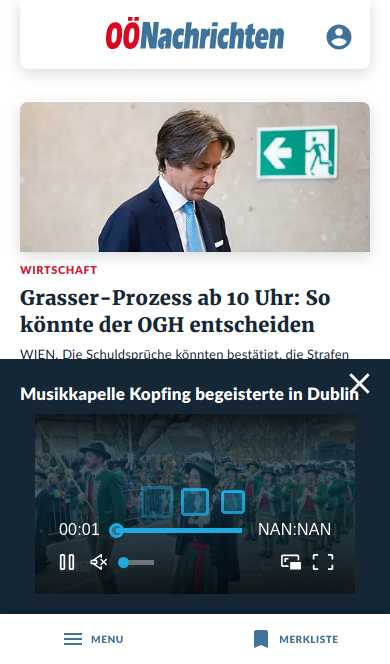 OÖNachrichten
WIRTSCHAFT
Grasser-Prozess ab 10 Uhr: So
könnte der OGH entscheiden
WIEN. Die Schuldsprüche könnten bestätigt, die Strafen
Musikkapelle Kopfing begeisterte in Dublin
00:01
NAN:NAN
MENU
MERKLISTE